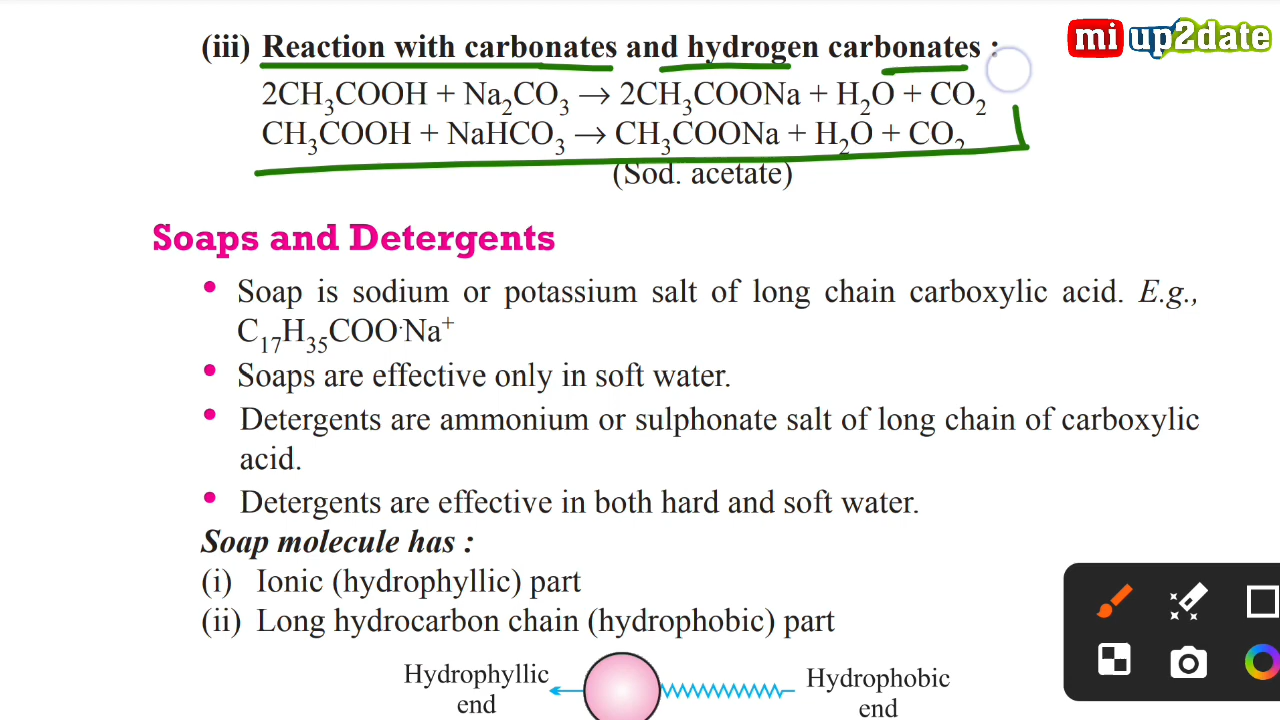 mi up2date
(iii) Reaction with carbonates and hydrogen carbonates :
2CH₃COOH + Na₂CO₃ → 2CH₃COONa + H₂O + CO₂
CH₃COOH + NaHCO₃ → CH₃COONa + H₂O + CO₂
(Sod. acetate)
Soaps and Detergents
• Soap is sodium or potassium salt of long chain carboxylic acid. E.g.,
C₁₇H₃₅COO·Na⁺
• Soaps are effective only in soft water.
• Detergents are ammonium or sulphonate salt of long chain of carboxylic
acid.
• Detergents are effective in both hard and soft water.
Soap molecule has :
(i) Ionic (hydrophyllic) part
(ii) Long hydrocarbon chain (hydrophobic) part
Hydrophyllic
end
Hydrophobic
end